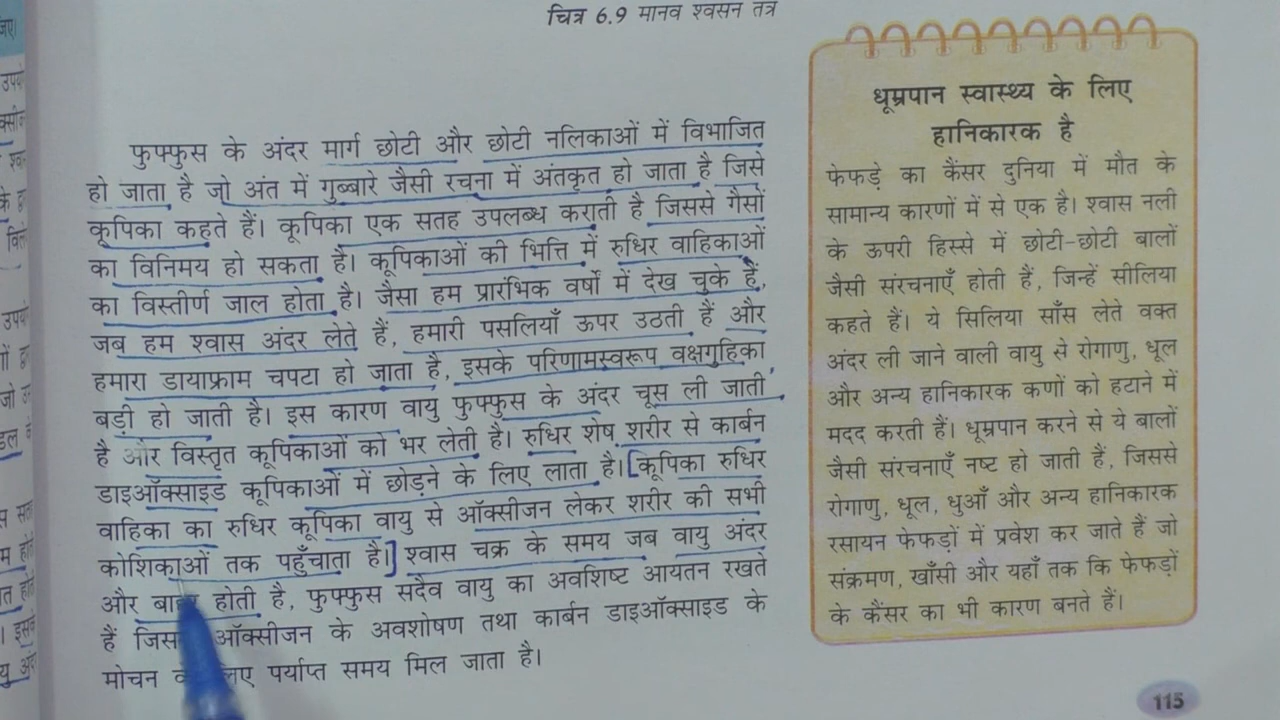 चित्र 6.9 मानव श्वसन तंत्र
फुफ्फुस के अंदर मार्ग छोटी और छोटी नलिकाओं में विभाजित
हो जाता है जो अंत में गुब्बारे जैसी रचना में अंतकृत हो जाता है जिसे
कूपिका कहते हैं। कूपिका एक सतह उपलब्ध कराती है जिससे गैसों
का विनिमय हो सकता है। कूपिकाओं की भित्ति में रुधिर वाहिकाओं
का विस्तीर्ण जाल होता है। जैसा हम प्रारंभिक वर्षों में देख चुके हैं,
जब हम श्वास अंदर लेते हैं, हमारी पसलियाँ ऊपर उठती हैं और
हमारा डायाफ्राम चपटा हो जाता है, इसके परिणामस्वरूप वक्षगुहिका
बड़ी हो जाती है। इस कारण वायु फुफ्फुस के अंदर चूस ली जाती
है और विस्तृत कूपिकाओं को भर लेती है। रुधिर शेष शरीर से कार्बन
डाइऑक्साइड कूपिकाओं में छोड़ने के लिए लाता है। [कूपिका रुधिर
वाहिका का रुधिर कूपिका वायु से ऑक्सीजन लेकर शरीर की सभी
कोशिकाओं तक पहुँचाता है।] श्वास चक्र के समय जब वायु अंदर
और होती है, फुफ्फुस सदैव वायु का अवशिष्ट आयतन रखते
हैं ऑक्सीजन के अवशोषण तथा कार्बन डाइऑक्साइड के
मोचन पर्याप्त समय मिल जाता है।
धूम्रपान स्वास्थ्य के लिए
हानिकारक है
फेफड़े का कैंसर दुनिया में मौत के
सामान्य कारणों में से एक है। श्वास नली
के ऊपरी हिस्से में छोटी-छोटी बालों
जैसी संरचनाएँ होती हैं, जिन्हें सीलिया
कहते हैं। ये सिलिया साँस लेते वक्त
अंदर ली जाने वाली वायु से रोगाणु, धूल
और अन्य हानिकारक कणों को हटाने में
मदद करती हैं। धूम्रपान करने से ये बालों
जैसी संरचनाएँ नष्ट हो जाती हैं, जिससे
रोगाणु, धूल, धुआँ और अन्य हानिकारक
रसायन फेफड़ों में प्रवेश कर जाते हैं जो
संक्रमण, खाँसी और यहाँ तक कि फेफड़ों
के कैंसर का भी कारण बनते हैं।
115